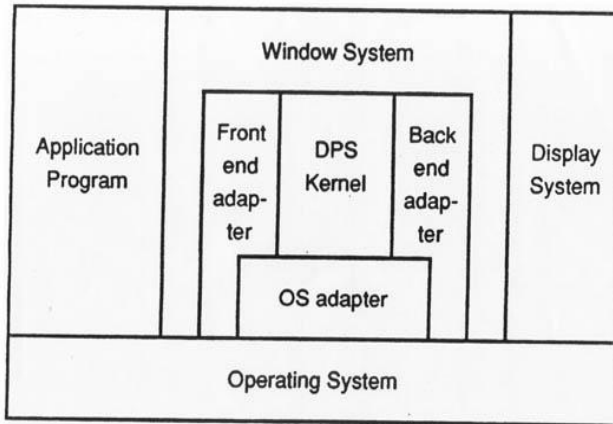 Window System
Application
Program
Front
end
adap-
ter
DPS
Kernel
Back
end
adap-
ter
Display
System
OS adapter
Operating System